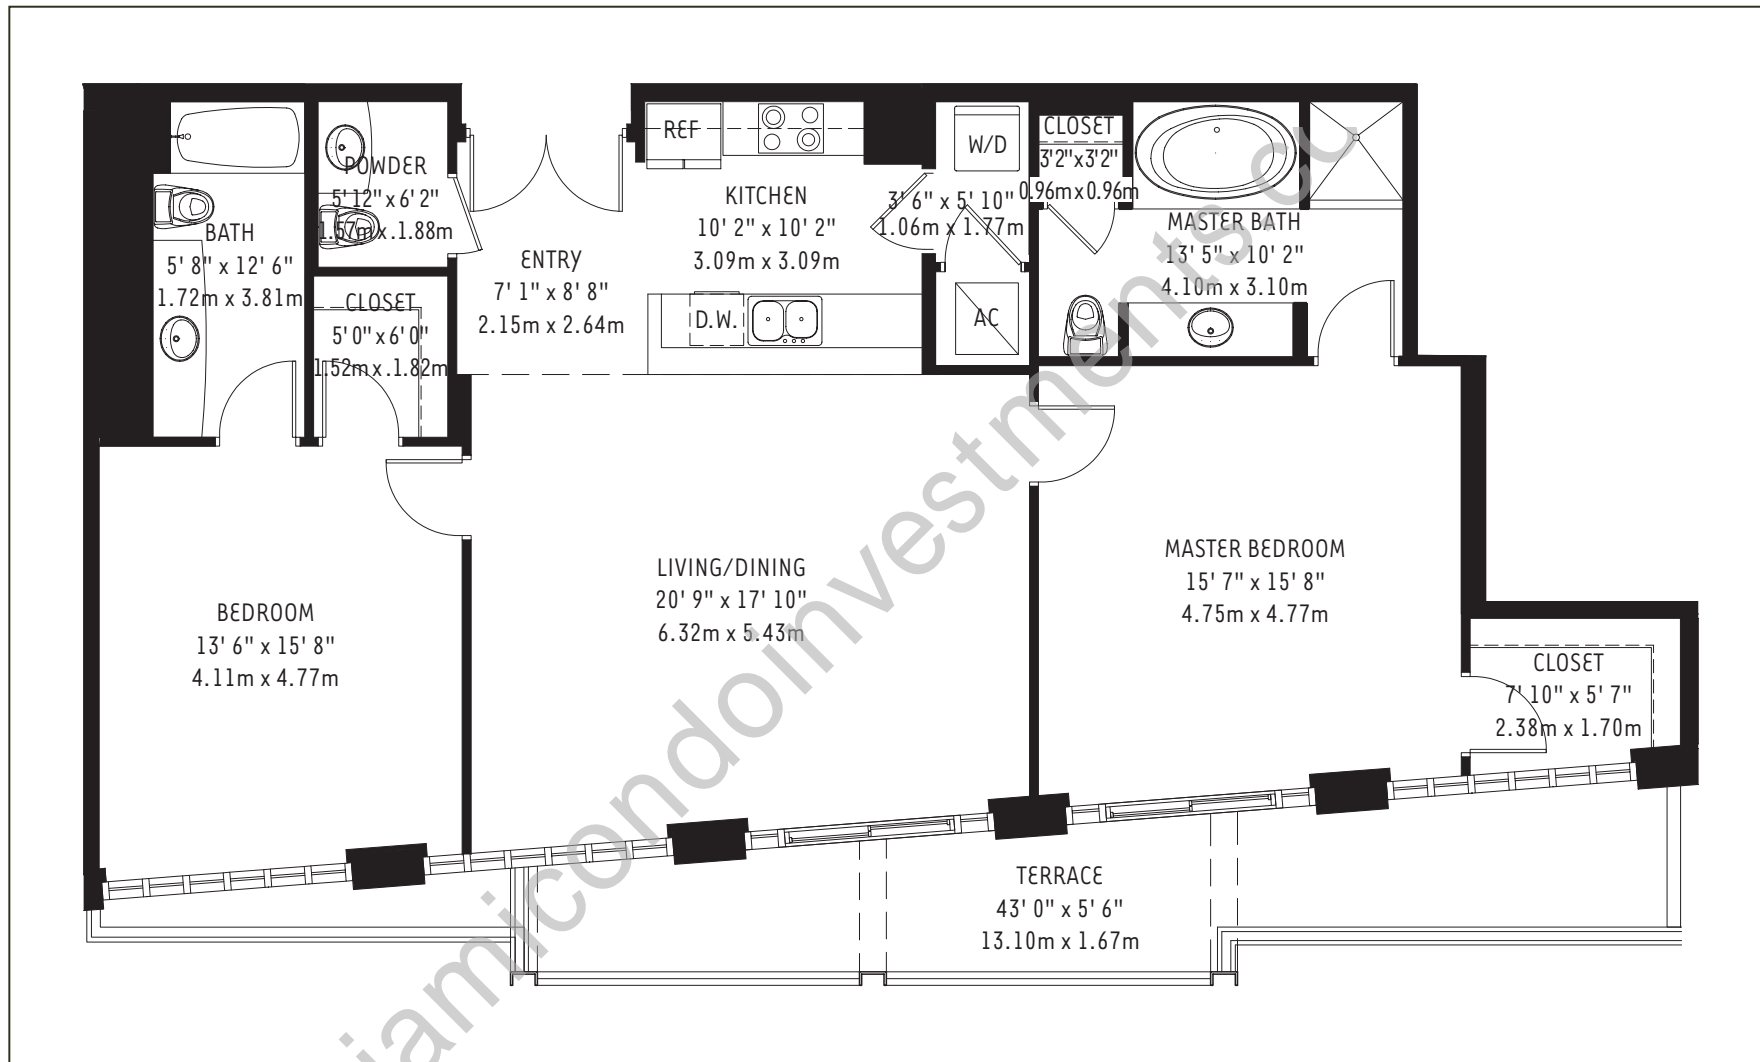 REF
POWDER
5' 12" x 6' 2"
1.57m x .1.88m
BATH
5' 8" x 12' 6"
1.72m x 3.81m
CLOSET
5'0" x 6'0"
1.52m x .1.82m
ENTRY
7' 1" x 8' 8"
2.15m x 2.64m
KITCHEN
10' 2" x 10' 2"
3.09m x 3.09m
D.W.
W/D
3' 6" x 5' 10"
1.06m x 1.77m
AC
CLOSET
3'2" x 3'2"
0.96m x 0.96m
MASTER BATH
13' 5" x 10' 2"
4.10m x 3.10m
BEDROOM
13' 6" x 15' 8"
4.11m x 4.77m
LIVING/DINING
20' 9" x 17' 10"
6.32m x 5.43m
MASTER BEDROOM
15' 7" x 15' 8"
4.75m x 4.77m
CLOSET
7' 10" x 5' 7"
2.38m x 1.70m
TERRACE
43' 0" x 5' 6"
13.10m x 1.67m
iamicondoinvestments.co